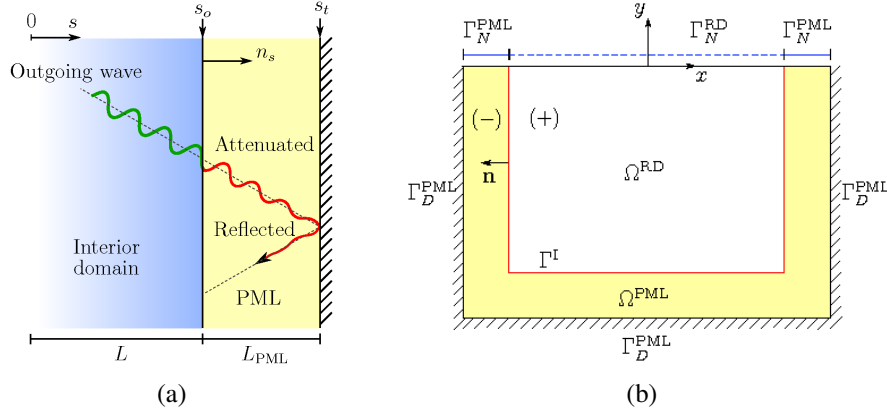 0 s s_o s_t
n_s
Outgoing wave
Attenuated
Reflected
Interior
domain
PML
L L_PML
(a)
y
Γ_N^PML Γ_N^RD Γ_N^PML
x
(-) (+)
n Ω^RD
Γ_D^PML Γ_D^PML
Γ^I
Ω^PML
Γ_D^PML
(b)